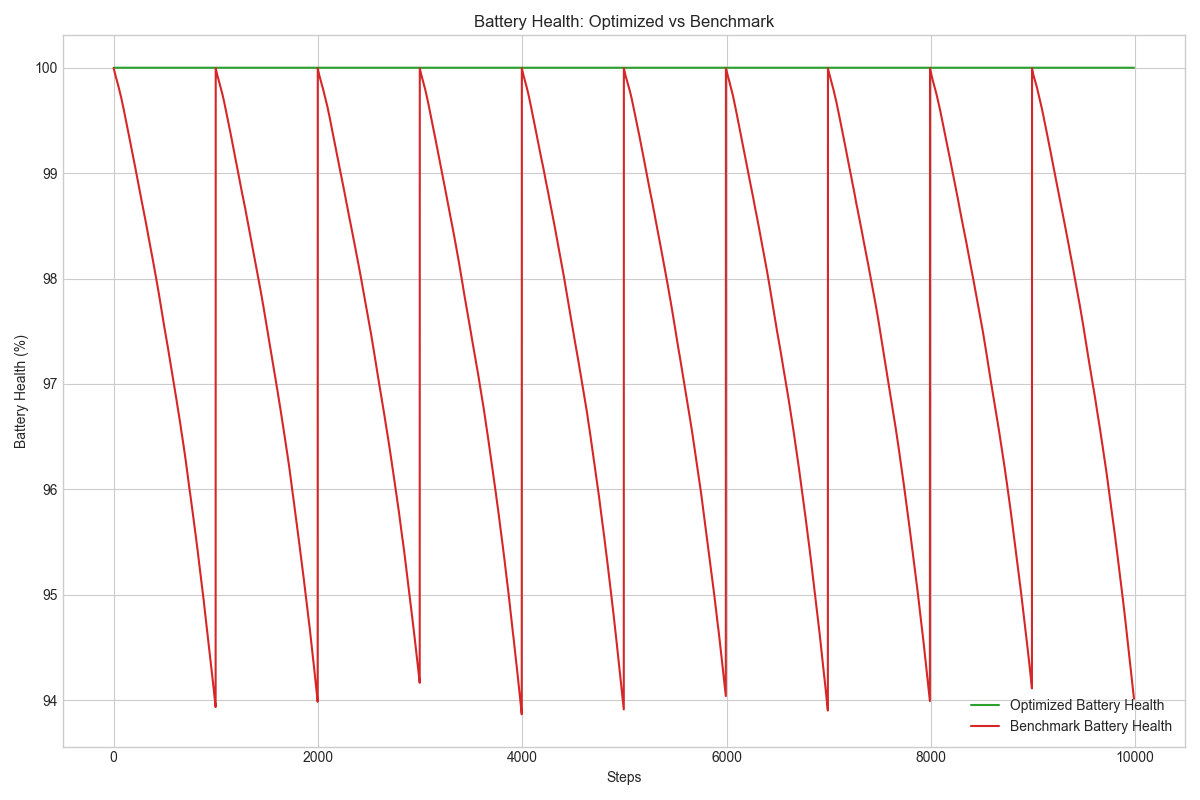 Battery Health: Optimized vs Benchmark
100
99
98
97
96
95
94
Battery Health (%)
Optimized Battery Health
Benchmark Battery Health
0 2000 4000 6000 8000 10000
Steps